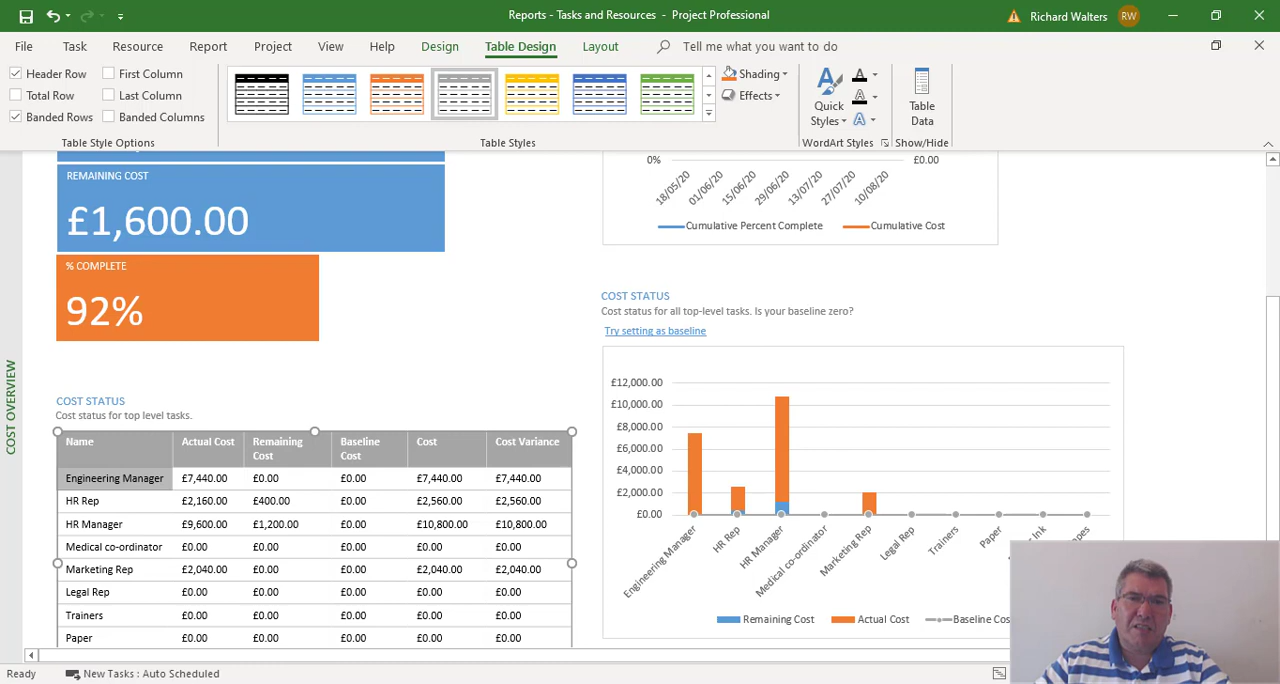 Reports - Tasks and Resources - Project Professional
Richard Walters RW
File Task Resource Report Project View Help Design Table Design Layout Tell me what you want to do
Header Row First Column
Total Row Last Column
Banded Rows Banded Columns
Table Style Options
Table Styles
Shading
Effects
Quick
Styles
A
A
A
WordArt Styles
Table
Data
Show/Hide
COST OVERVIEW
REMAINING COST
£1,600.00
% COMPLETE
92%
0% £0.00
18/05/20 01/06/20 15/06/20 29/06/20 13/07/20 27/07/20 10/08/20
Cumulative Percent Complete Cumulative Cost
COST STATUS
Cost status for top level tasks.
Name Actual Cost Remaining Cost Baseline Cost Cost Cost Variance
Engineering Manager £7,440.00 £0.00 £0.00 £7,440.00 £7,440.00
HR Rep £2,160.00 £400.00 £0.00 £2,560.00 £2,560.00
HR Manager £9,600.00 £1,200.00 £0.00 £10,800.00 £10,800.00
Medical co-ordinator £0.00 £0.00 £0.00 £0.00 £0.00
Marketing Rep £2,040.00 £0.00 £0.00 £2,040.00 £2,040.00
Legal Rep £0.00 £0.00 £0.00 £0.00 £0.00
Trainers £0.00 £0.00 £0.00 £0.00 £0.00
Paper £0.00 £0.00 £0.00 £0.00 £0.00
COST STATUS
Cost status for all top-level tasks. Is your baseline zero?
Try setting as baseline
£12,000.00
£10,000.00
£8,000.00
£6,000.00
£4,000.00
£2,000.00
£0.00
Engineering Manager HR Rep HR Manager Medical co-ordinator Marketing Rep Legal Rep Trainers Paper Ink
Remaining Cost Actual Cost Baseline
Ready New Tasks : Auto Scheduled